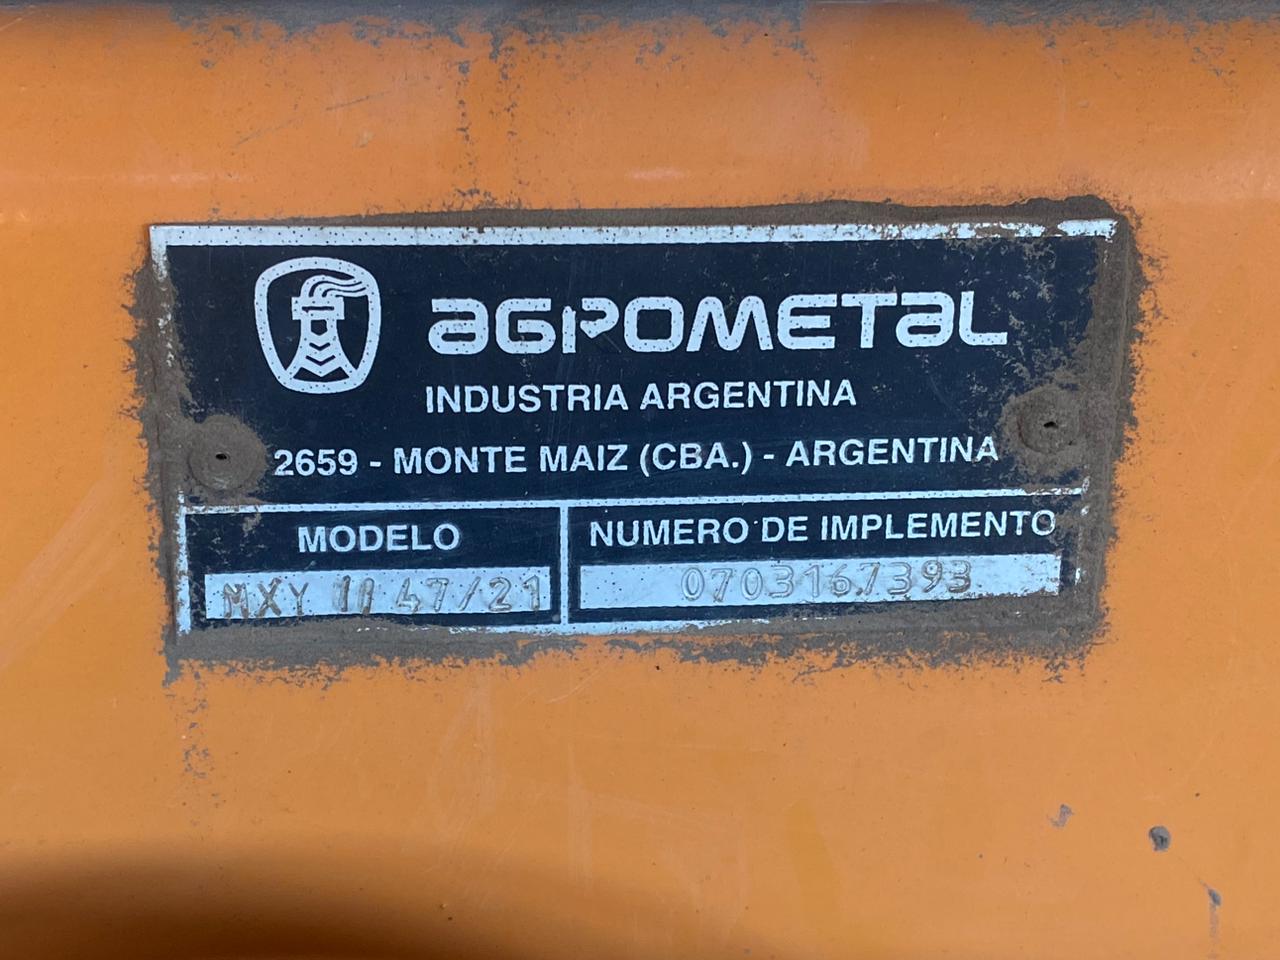 AGROMETAL
INDUSTRIA ARGENTINA
2659 - MONTE MAIZ (CBA.) - ARGENTINA
MODELO
NUMERO DE IMPLEMENTO
MXY II 47/21
0703167393